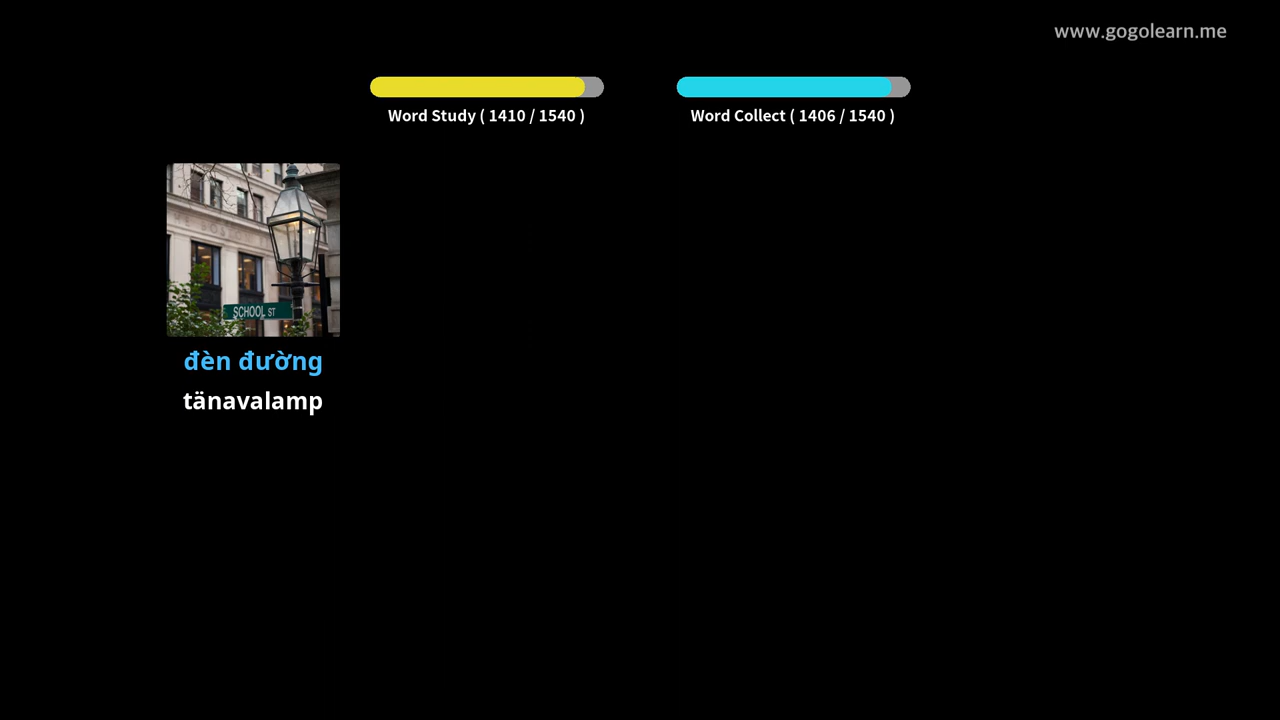 www.gogolearn.me
Word Study ( 1410 / 1540 )
Word Collect ( 1406 / 1540 )
SCHOOL ST
đèn đường
tänavalamp